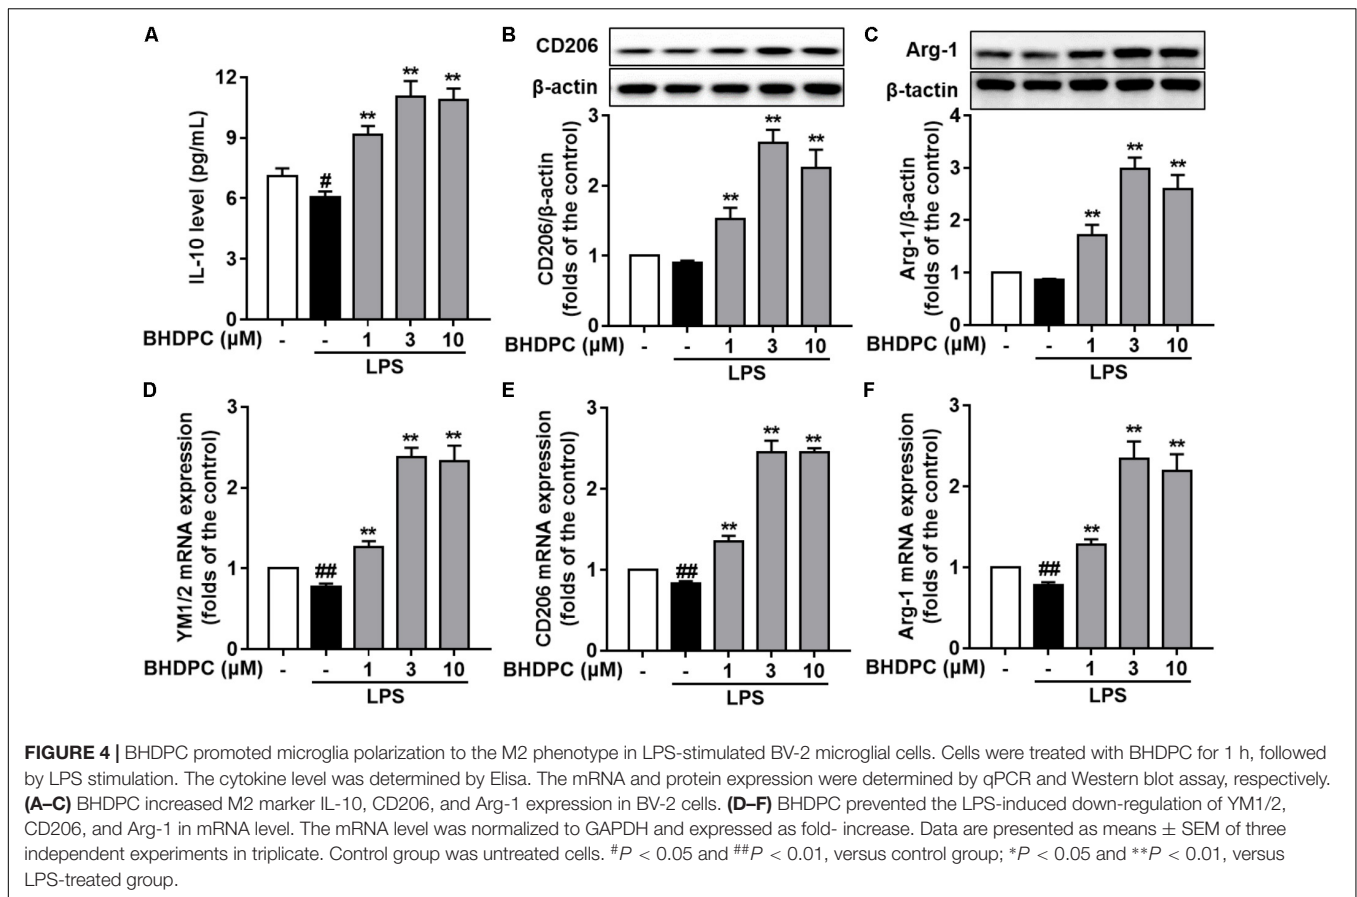 A
IL-10 level (pg/mL)
12
9
6
3
0
#
**
**
**
BHDPC (μM) - - 1 3 10
LPS
B
CD206
β-actin
CD206/β-actin
(folds of the control)
3
2
1
0
**
**
**
BHDPC (μM) - - 1 3 10
LPS
C
Arg-1
β-tactin
Arg-1/β-actin
(folds of the control)
4
3
2
1
0
**
**
**
BHDPC (μM) - - 1 3 10
LPS
D
YM1/2 mRNA expression
(folds of the control)
3
2
1
0
##
**
**
**
BHDPC (μM) - - 1 3 10
LPS
E
CD206 mRNA expression
(folds of the control)
3
2
1
0
##
**
**
**
BHDPC (μM) - - 1 3 10
LPS
F
Arg-1 mRNA expression
(folds of the control)
3
2
1
0
##
**
**
**
BHDPC (μM) - - 1 3 10
LPS
FIGURE 4 | BHDPC promoted microglia polarization to the M2 phenotype in LPS-stimulated BV-2 microglial cells. Cells were treated with BHDPC for 1 h, followed
by LPS stimulation. The cytokine level was determined by Elisa. The mRNA and protein expression were determined by qPCR and Western blot assay, respectively.
(A–C) BHDPC increased M2 marker IL-10, CD206, and Arg-1 expression in BV-2 cells. (D–F) BHDPC prevented the LPS-induced down-regulation of YM1/2,
CD206, and Arg-1 in mRNA level. The mRNA level was normalized to GAPDH and expressed as fold- increase. Data are presented as means ± SEM of three
independent experiments in triplicate. Control group was untreated cells. #P < 0.05 and ##P < 0.01, versus control group; *P < 0.05 and **P < 0.01, versus
LPS-treated group.